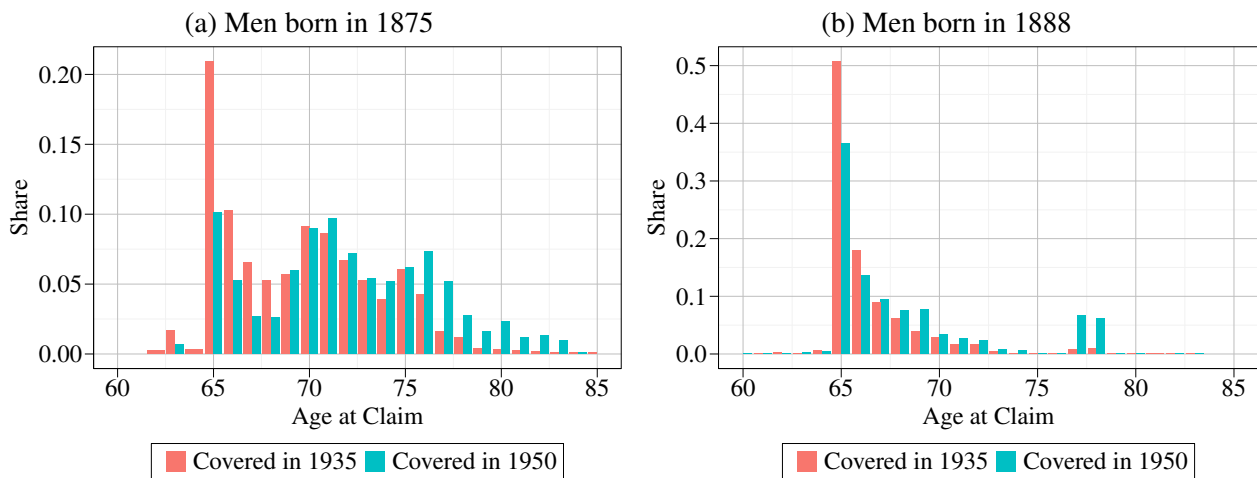 (a) Men born in 1875
0.20
0.15
0.10
0.05
0.00
Share
60 65 70 75 80 85
Age at Claim
Covered in 1935 Covered in 1950
(b) Men born in 1888
0.5
0.4
0.3
0.2
0.1
0.0
Share
60 65 70 75 80 85
Age at Claim
Covered in 1935 Covered in 1950